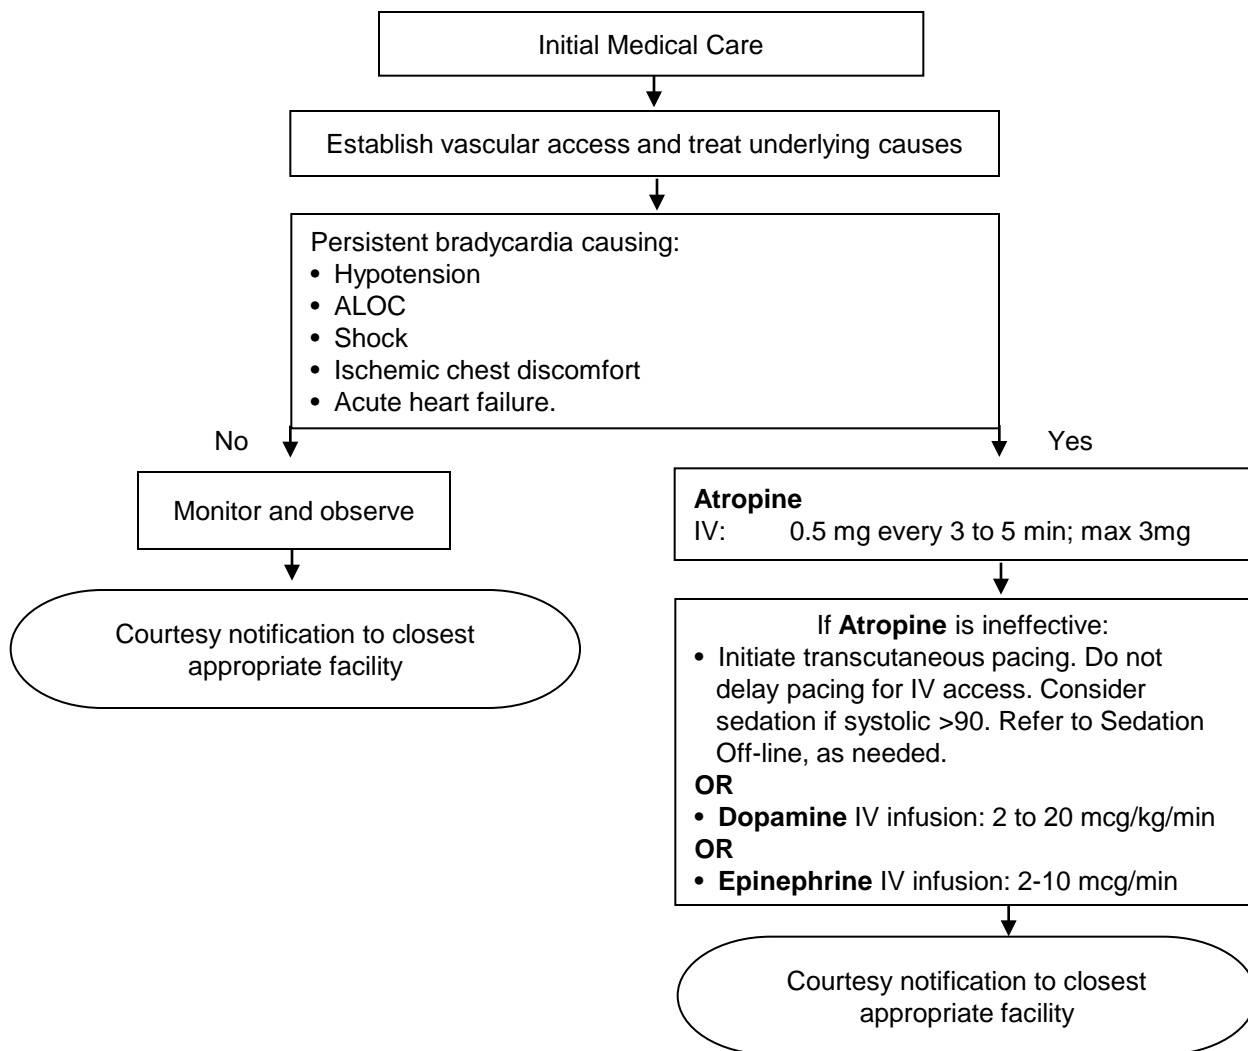 Initial Medical Care
Establish vascular access and treat underlying causes
Persistent bradycardia causing:
• Hypotension
• ALOC
• Shock
• Ischemic chest discomfort
• Acute heart failure.
No
Yes
Monitor and observe
Courtesy notification to closest
appropriate facility
Atropine
IV: 0.5 mg every 3 to 5 min; max 3mg
If Atropine is ineffective:
• Initiate transcutaneous pacing. Do not
delay pacing for IV access. Consider
sedation if systolic >90. Refer to Sedation
Off-line, as needed.
OR
• Dopamine IV infusion: 2 to 20 mcg/kg/min
OR
• Epinephrine IV infusion: 2-10 mcg/min
Courtesy notification to closest
appropriate facility